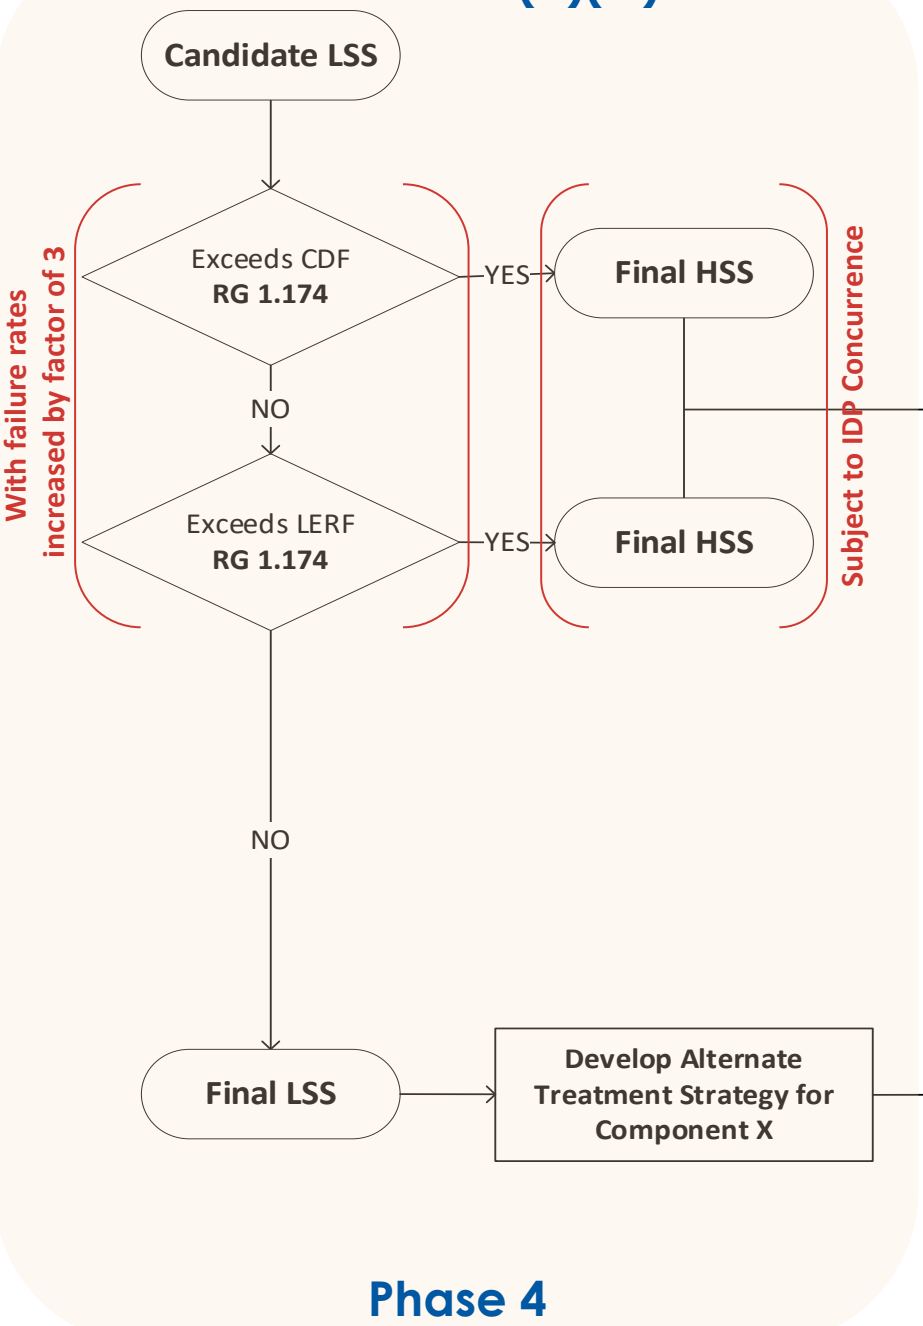 Candidate LSS
With failure rates
increased by factor of 3
Exceeds CDF
RG 1.174
YES
Final HSS
Subject to IDP Concurrence
NO
Exceeds LERF
RG 1.174
YES
Final HSS
NO
Final LSS
Develop Alternate
Treatment Strategy for
Component X
Phase 4